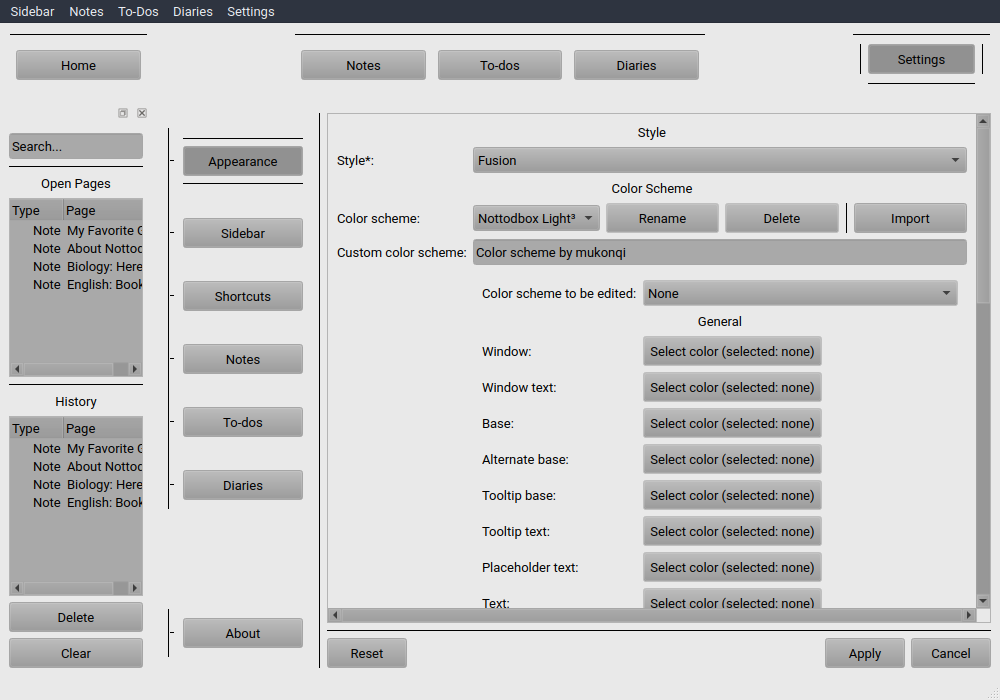 Sidebar Notes To-Dos Diaries Settings
Home Notes To-dos Diaries Settings
Search...
Open Pages
Type Page
Note My Favorite
Note About Nottod
Note Biology: Here
Note English: Book
History
Type Page
Note My Favorite
Note About Nottod
Note Biology: Here
Note English: Book
Delete
Clear
Appearance
Sidebar
Shortcuts
Notes
To-dos
Diaries
About
Style
Style*: Fusion
Color Scheme
Color scheme: Nottodbox Light³ Rename Delete Import
Custom color scheme: Color scheme by mukonqi
Color scheme to be edited: None
General
Window: Select color (selected: none)
Window text: Select color (selected: none)
Base: Select color (selected: none)
Alternate base: Select color (selected: none)
Tooltip base: Select color (selected: none)
Tooltip text: Select color (selected: none)
Placeholder text: Select color (selected: none)
Text: Select color (selected: none)
Reset Apply Cancel